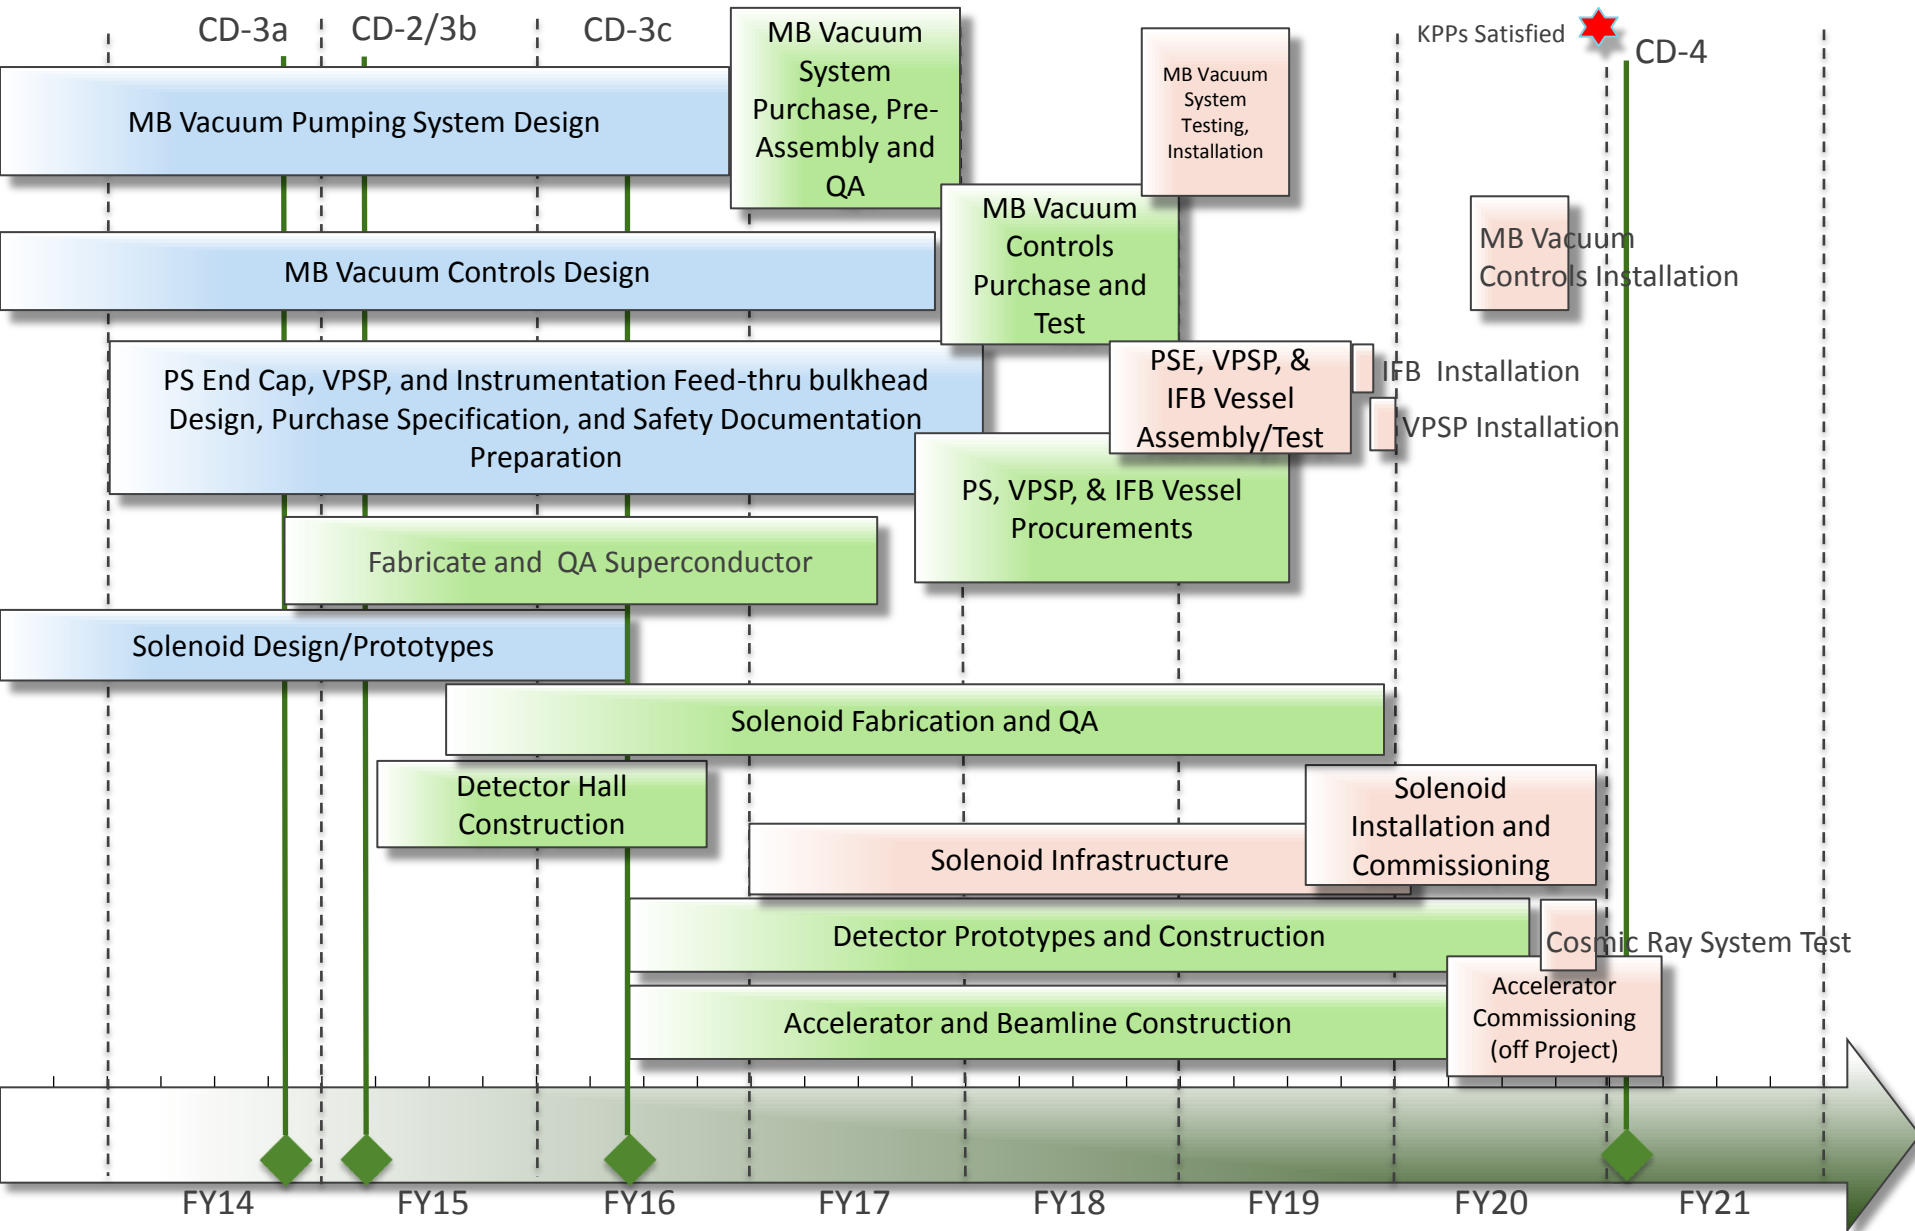 CD-3a
CD-2/3b
CD-3c
KPPs Satisfied
CD-4
MB Vacuum Pumping System Design
MB Vacuum
System
Purchase, Pre-
Assembly and
QA
MB Vacuum
System
Testing,
Installation
MB Vacuum Controls Design
MB Vacuum
Controls
Purchase and
Test
MB Vacuum
Controls Installation
PS End Cap, VPSP, and Instrumentation Feed-thru bulkhead
Design, Purchase Specification, and Safety Documentation
Preparation
PSE, VPSP, &
IFB Vessel
Assembly/Test
IFB Installation
VPSP Installation
PS, VPSP, & IFB Vessel
Procurements
Fabricate and QA Superconductor
Solenoid Design/Prototypes
Solenoid Fabrication and QA
Detector Hall
Construction
Solenoid
Installation and
Commissioning
Solenoid Infrastructure
Detector Prototypes and Construction
Cosmic Ray System Test
Accelerator and Beamline Construction
Accelerator
Commissioning
(off Project)
FY14
FY15
FY16
FY17
FY18
FY19
FY20
FY21